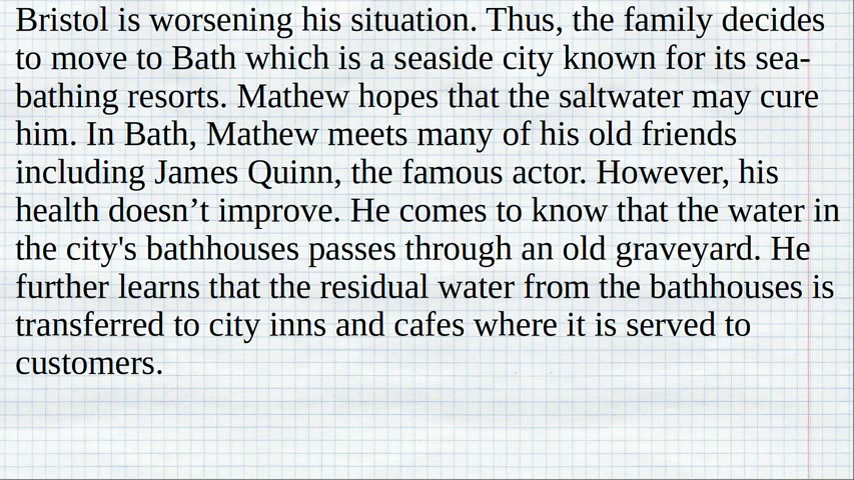 Bristol is worsening his situation. Thus, the family decides
to move to Bath which is a seaside city known for its sea-
bathing resorts. Mathew hopes that the saltwater may cure
him. In Bath, Mathew meets many of his old friends
including James Quinn, the famous actor. However, his
health doesn’t improve. He comes to know that the water in
the city's bathhouses passes through an old graveyard. He
further learns that the residual water from the bathhouses is
transferred to city inns and cafes where it is served to
customers.